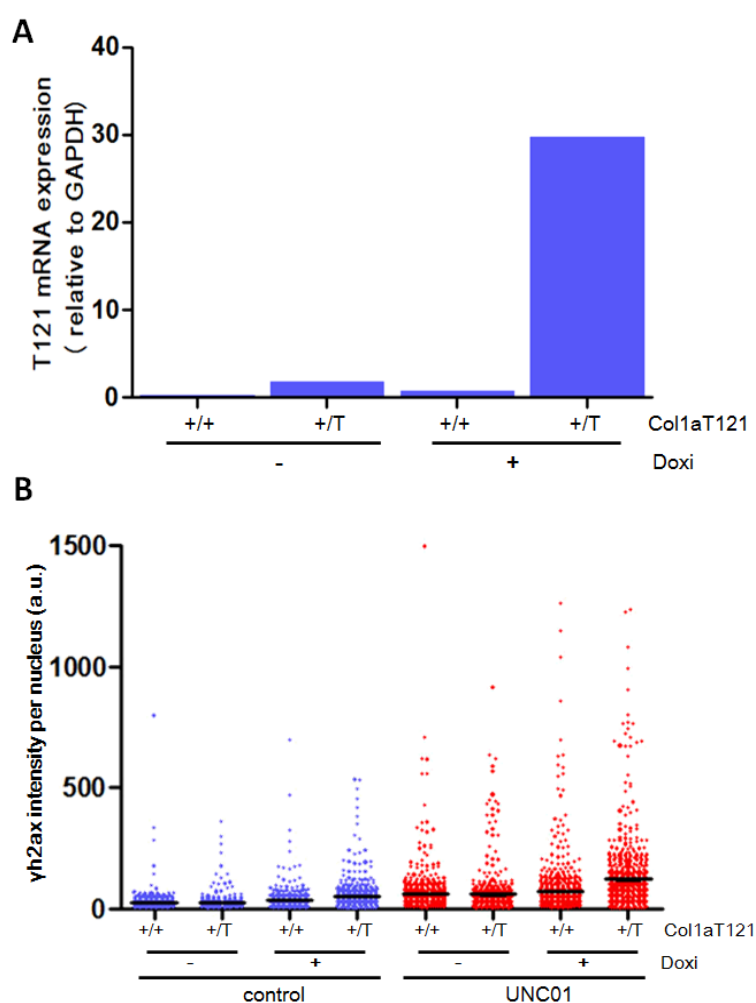 A
T121 mRNA expression
( relative to GAPDH)
40
30
20
10
0
+/+ +/T +/+ +/T Col1aT121
- + Doxi
B
γh2ax intensity per nucleus (a.u.)
1500
1000
500
0
+/+ +/T +/+ +/T +/+ +/T +/+ +/T Col1aT121
- + - + Doxi
control UNC01